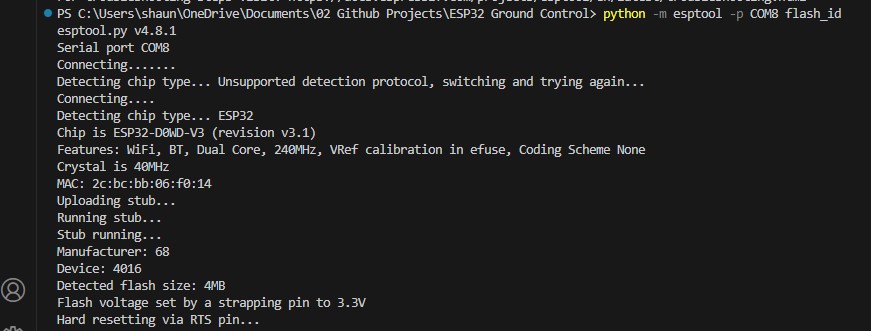 PS C:\Users\shaun\OneDrive\Documents\02 Github Projects\ESP32 Ground Control> python -m esptool -p COM8 flash_id
esptool.py v4.8.1
Serial port COM8
Connecting.......
Detecting chip type... Unsupported detection protocol, switching and trying again...
Connecting....
Detecting chip type... ESP32
Chip is ESP32-D0WD-V3 (revision v3.1)
Features: WiFi, BT, Dual Core, 240MHz, VRef calibration in efuse, Coding Scheme None
Crystal is 40MHz
MAC: 2c:bc:bb:06:f0:14
Uploading stub...
Running stub...
Stub running...
Manufacturer: 68
Device: 4016
Detected flash size: 4MB
Flash voltage set by a strapping pin to 3.3V
Hard resetting via RTS pin...